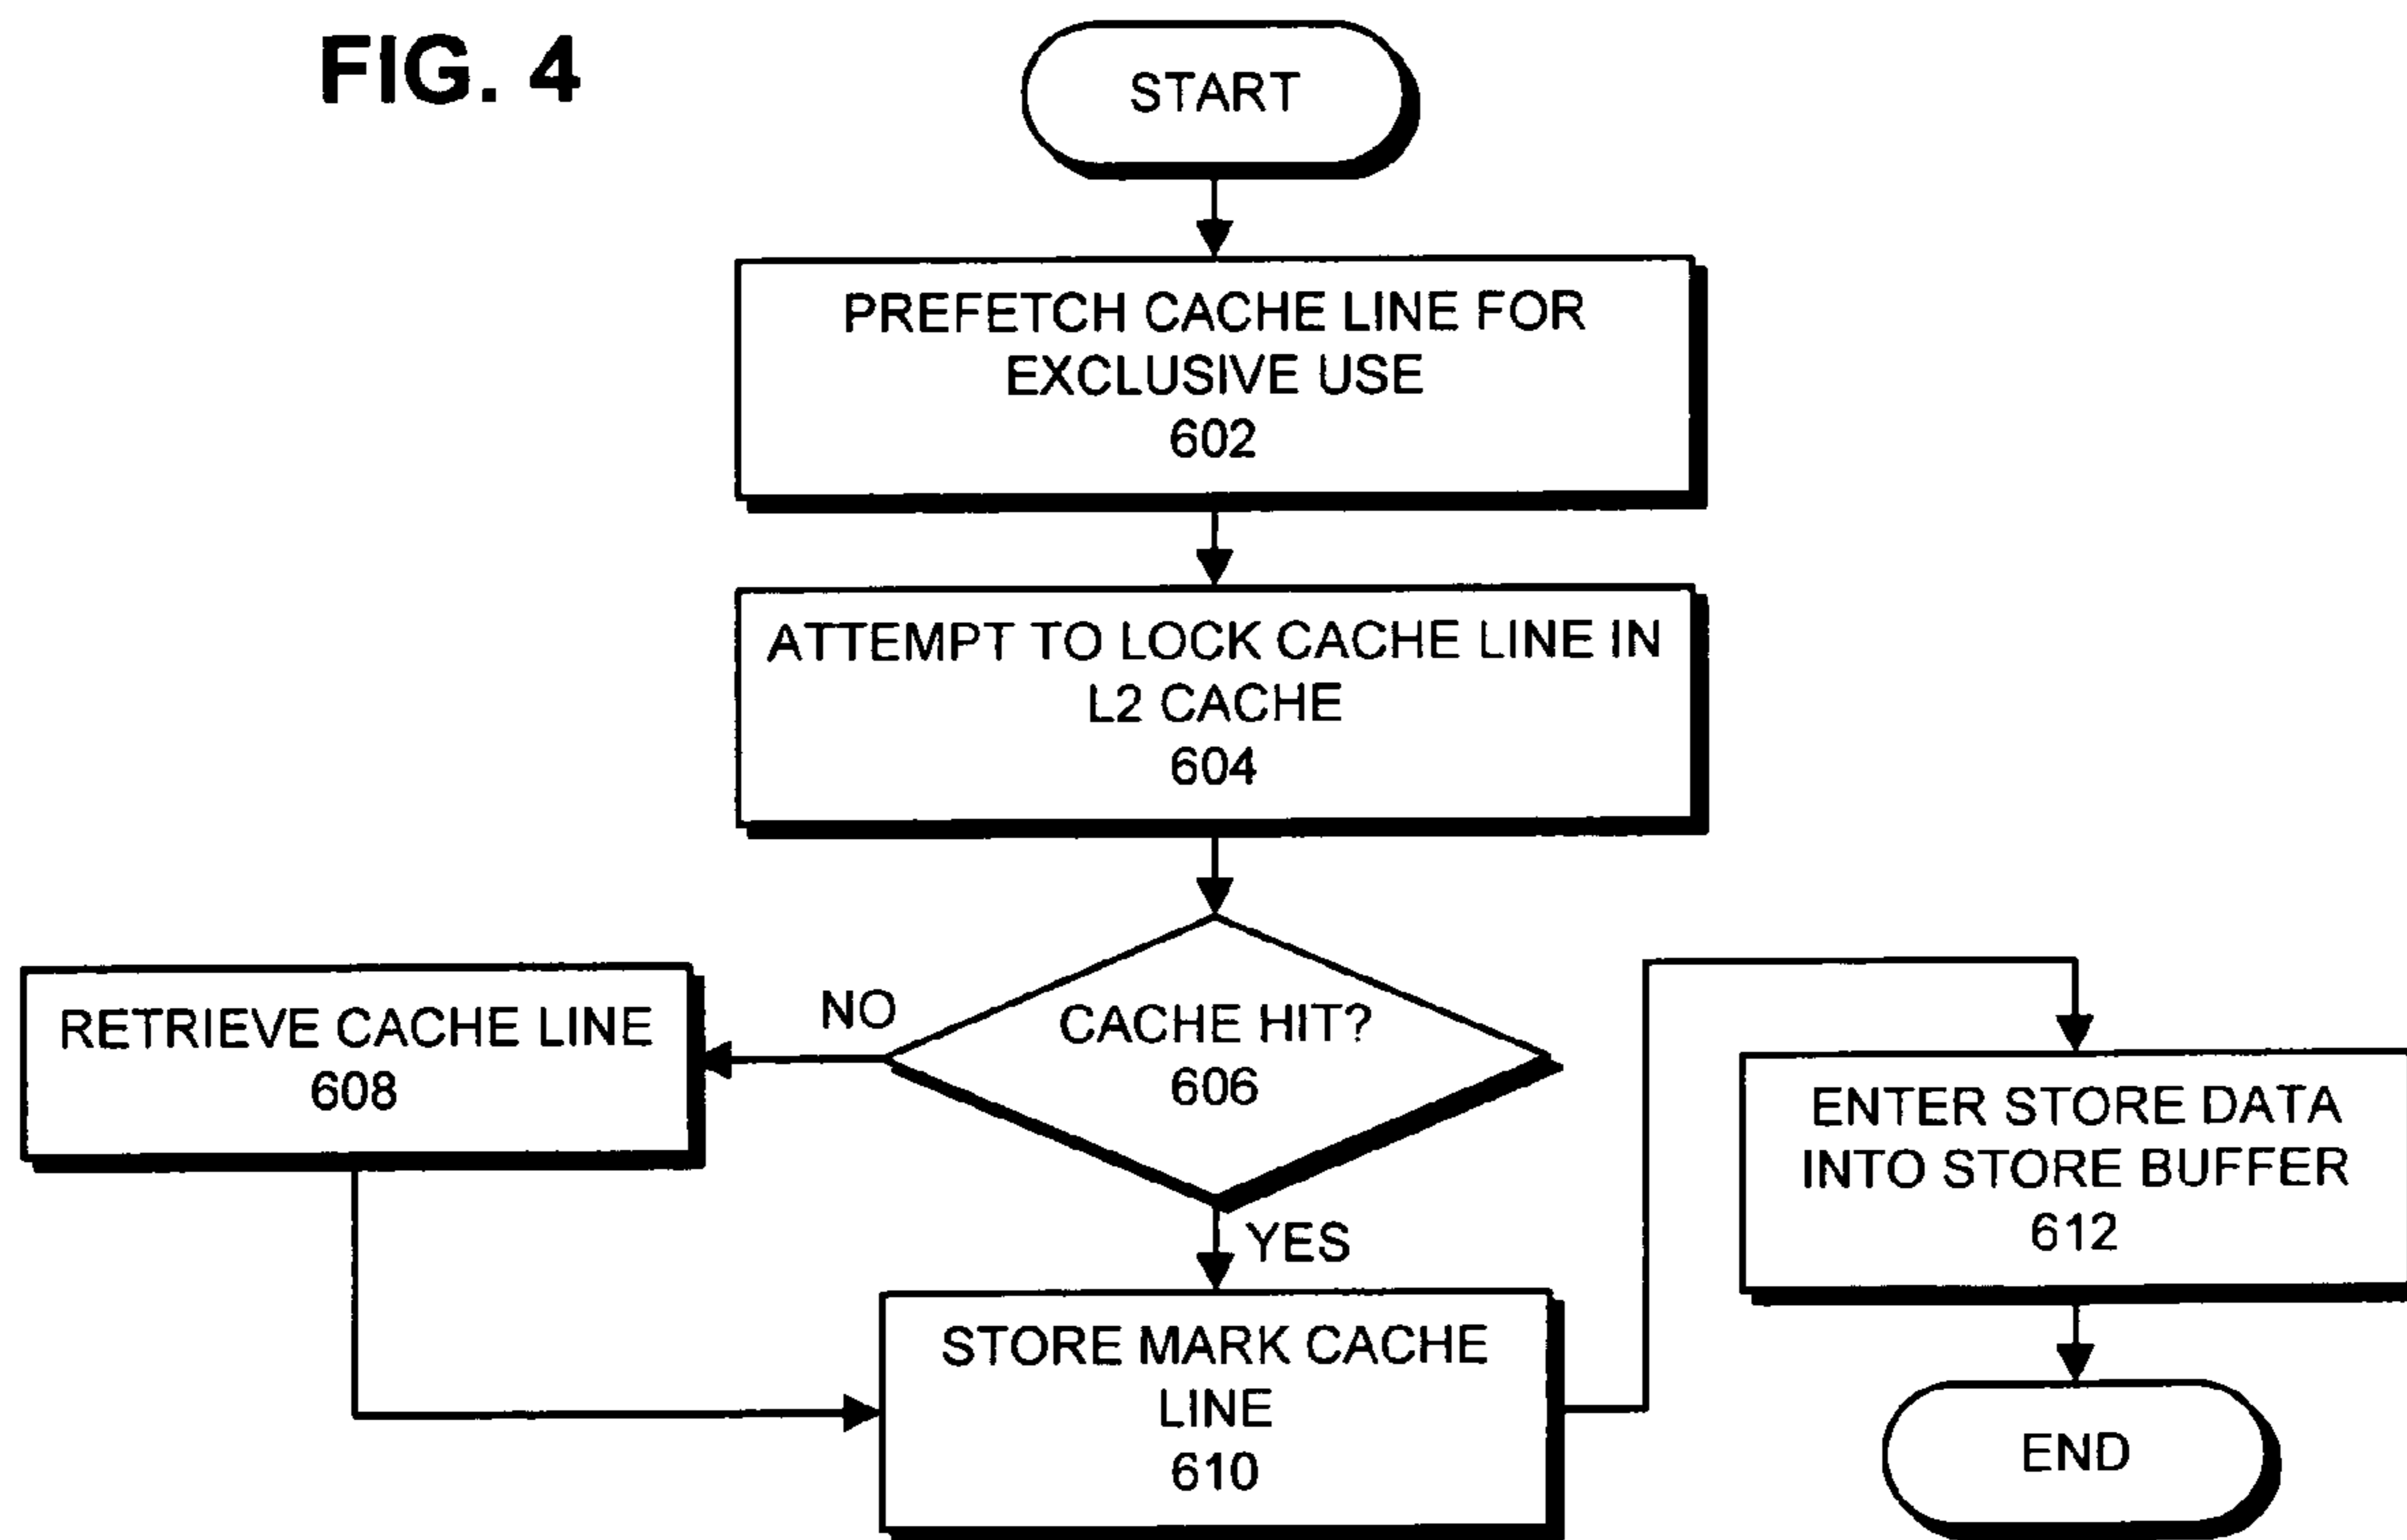 FIG. 4
START
PREFETCH CACHE LINE FOR
EXCLUSIVE USE
602
ATTEMPT TO LOCK CACHE LINE IN
L2 CACHE
604
CACHE HIT?
606
NO
RETRIEVE CACHE LINE
608
YES
STORE MARK CACHE
LINE
610
ENTER STORE DATA
INTO STORE BUFFER
612
END